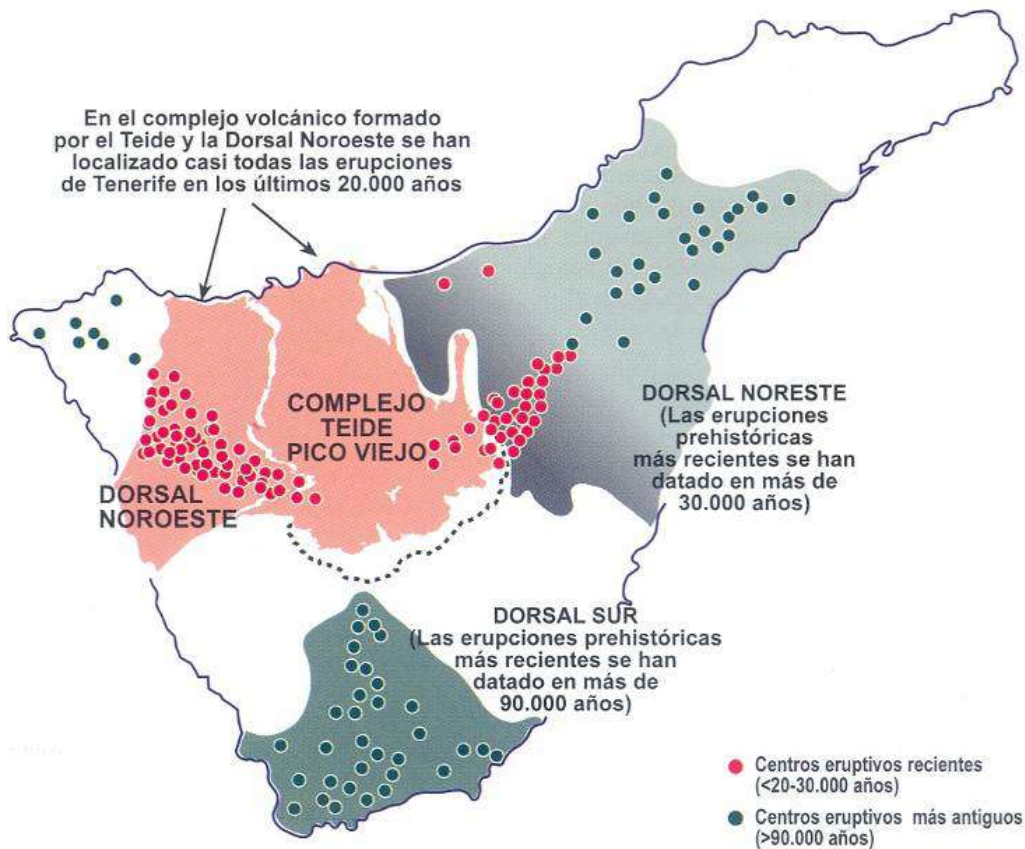 En el complejo volcánico formado
por el Teide y la Dorsal Noroeste se han
localizado casi todas las erupciones
de Tenerife en los últimos 20.000 años
COMPLEJO
TEIDE
PICO VIEJO
DORSAL
NOROESTE
DORSAL NORESTE
(Las erupciones
prehistóricas
más recientes se han
datado en más de
30.000 años)
DORSAL SUR
(Las erupciones prehistóricas
más recientes se han
datado en más de
90.000 años)
Centros eruptivos recientes
(<20-30.000 años)
Centros eruptivos más antiguos
(>90.000 años)